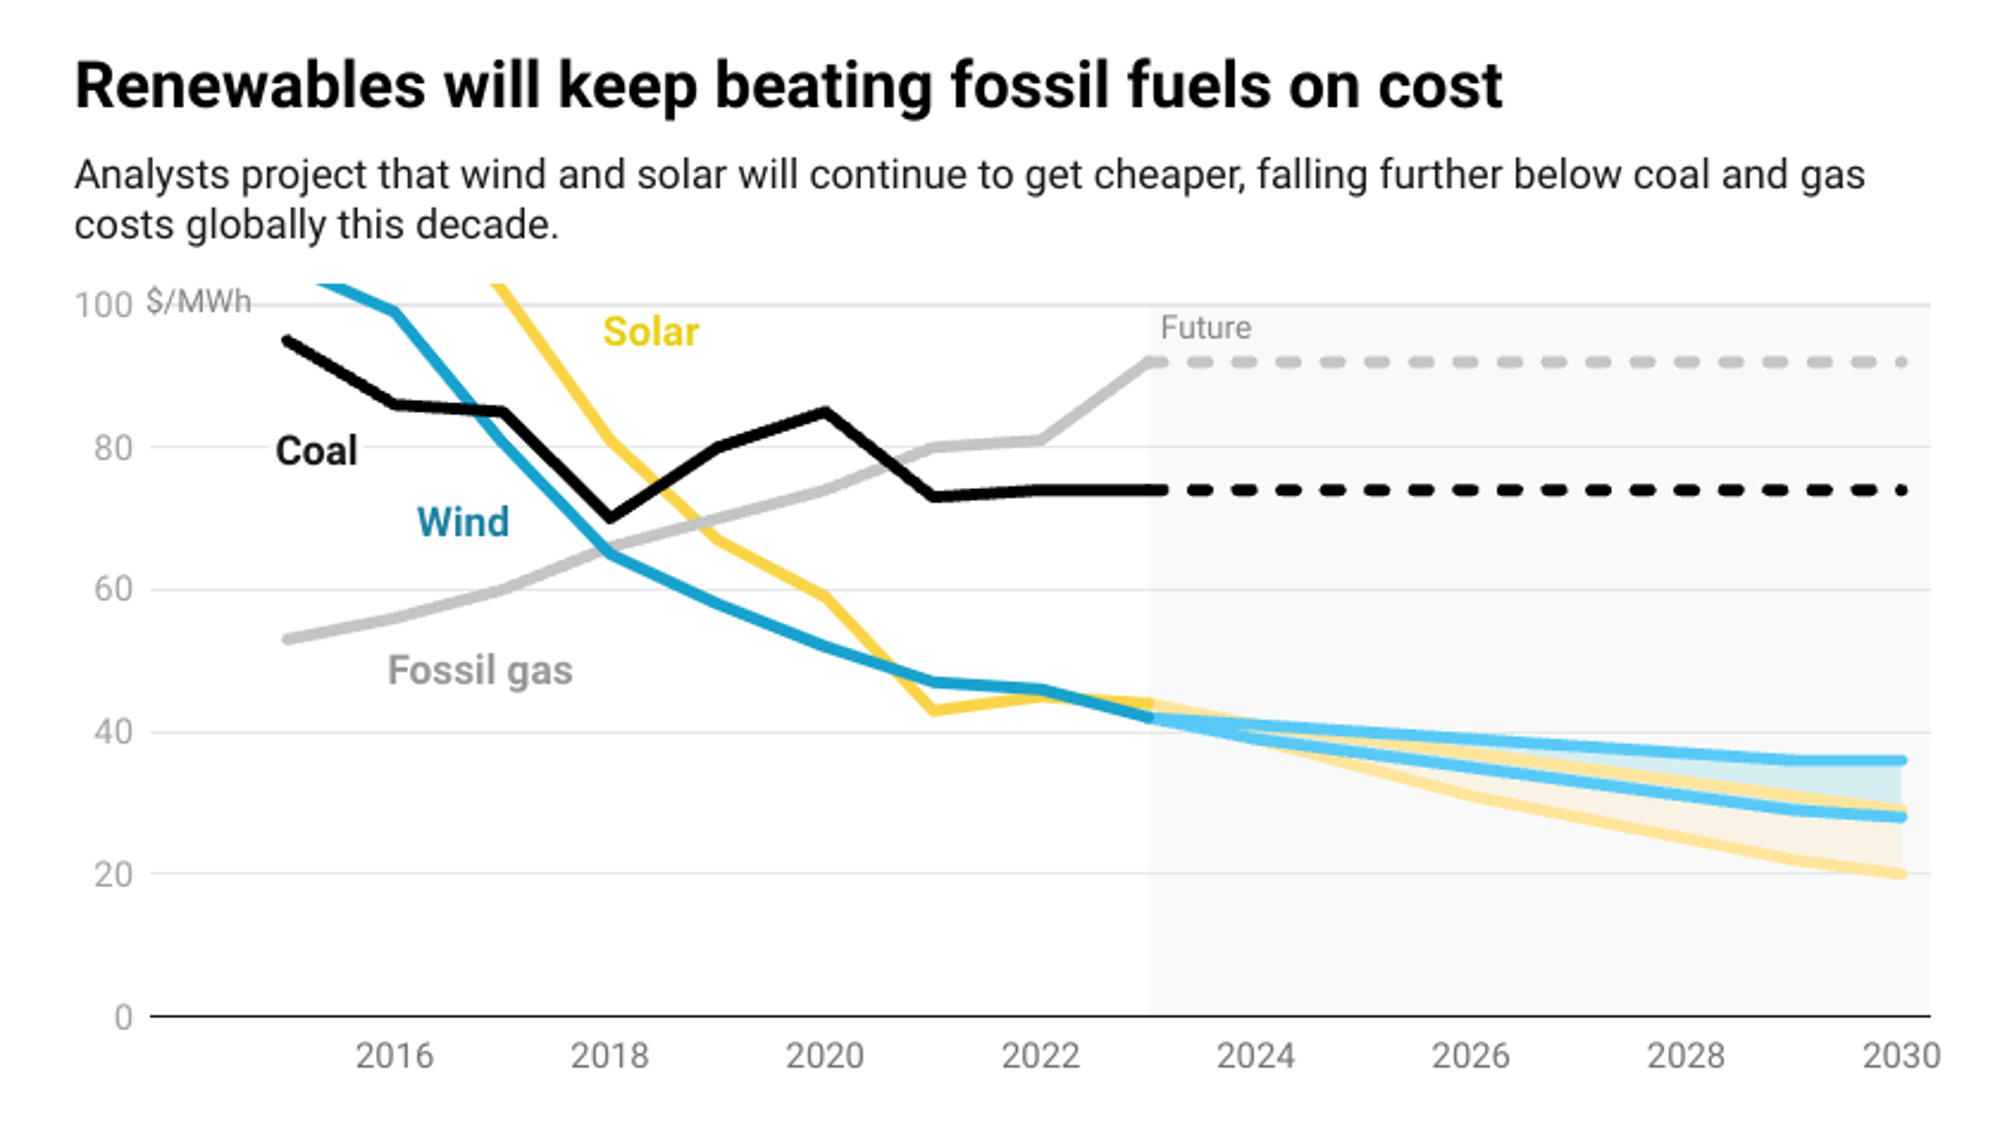 Renewables will keep beating fossil fuels on cost
Analysts project that wind and solar will continue to get cheaper, falling further below coal and gas
costs globally this decade.
100 $/MWh
Solar
Future
80
Coal
Wind
60
Fossil gas
40
20
0
2016 2018 2020 2022 2024 2026 2028 2030